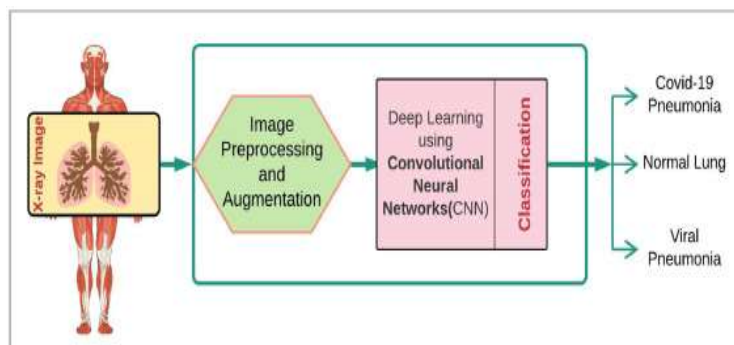 X-ray Image
Image
Preprocessing
and
Augmentation
Deep Learning
using
Convolutional
Neural
Networks(CNN)
Classification
Covid-19
Pneumonia
Normal Lung
Viral
Pneumonia